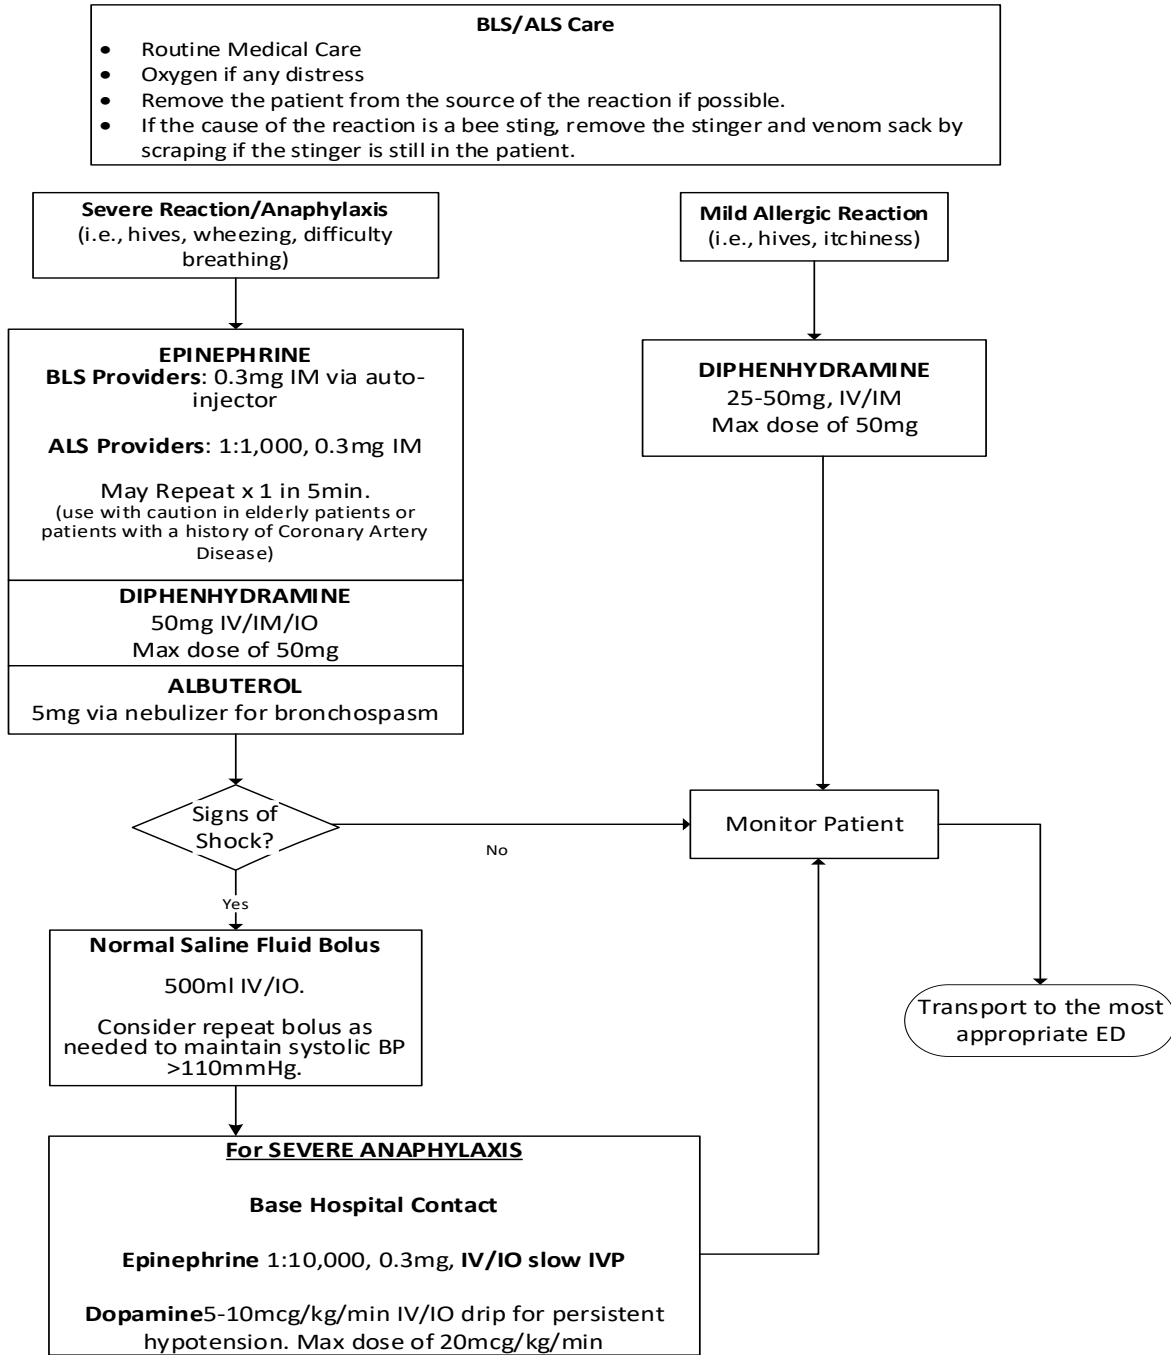 BLS/ALS Care
• Routine Medical Care
• Oxygen if any distress
• Remove the patient from the source of the reaction if possible.
• If the cause of the reaction is a bee sting, remove the stinger and venom sack by
scraping if the stinger is still in the patient.
Severe Reaction/Anaphylaxis
(i.e., hives, wheezing, difficulty
breathing)
Mild Allergic Reaction
(i.e., hives, itchiness)
EPINEPHRINE
BLS Providers: 0.3mg IM via auto-
injector
ALS Providers: 1:1,000, 0.3mg IM
May Repeat x 1 in 5min.
(use with caution in elderly patients or
patients with a history of Coronary Artery
Disease)
DIPHENHYDRAMINE
50mg IV/IM/IO
Max dose of 50mg
ALBUTEROL
5mg via nebulizer for bronchospasm
DIPHENHYDRAMINE
25-50mg, IV/IM
Max dose of 50mg
Signs of
Shock?
No
Monitor Patient
Yes
Normal Saline Fluid Bolus
500ml IV/IO.
Consider repeat bolus as
needed to maintain systolic BP
>110mmHg.
Transport to the most
appropriate ED
For SEVERE ANAPHYLAXIS
Base Hospital Contact
Epinephrine 1:10,000, 0.3mg, IV/IO slow IVP
Dopamine5-10mcg/kg/min IV/IO drip for persistent
hypotension. Max dose of 20mcg/kg/min